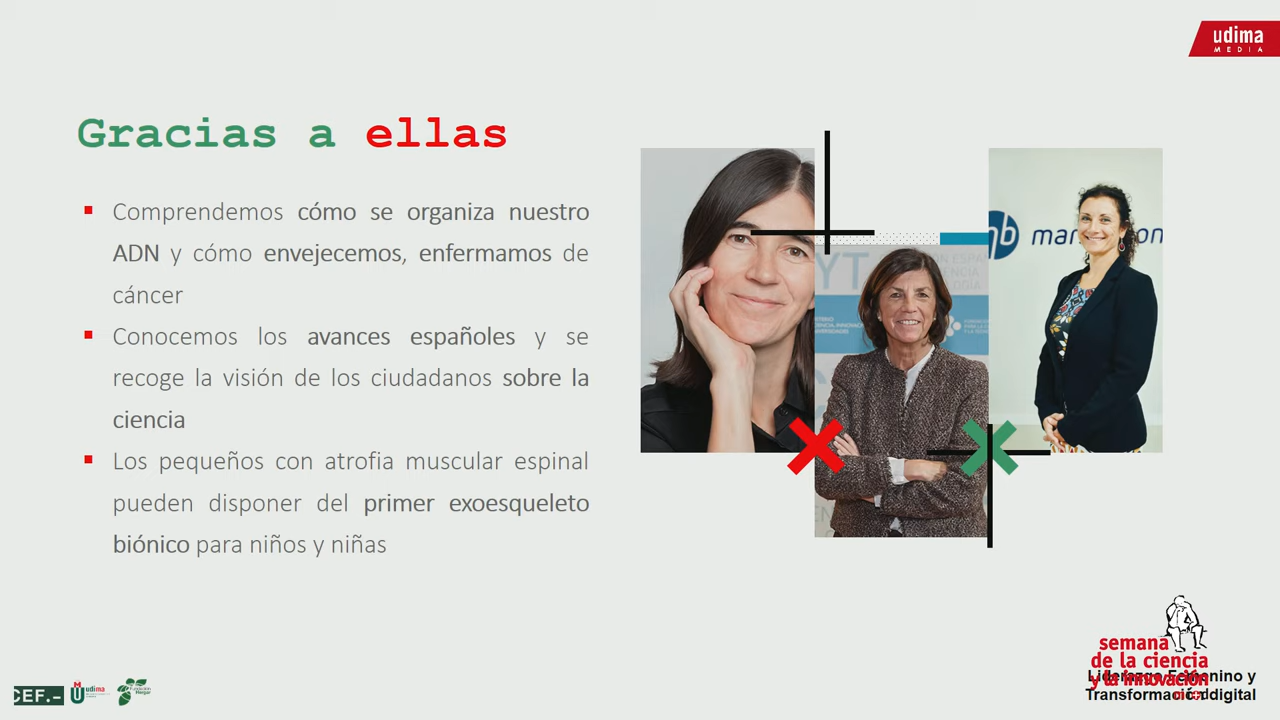 udima
MEDIA
Gracias a ellas
Comprendemos cómo se organiza nuestro
ADN y cómo envejecemos, enfermamos de
cáncer
Conocemos los avances españoles y se
recoge la visión de los ciudadanos sobre la
ciencia
Los pequeños con atrofia muscular espinal
pueden disponer del primer exoesqueleto
biónico para niños y niñas
semana
de la ciencia
y la innovación
Liderazgo Femenino y
Transformación digital
CEF.-
udima